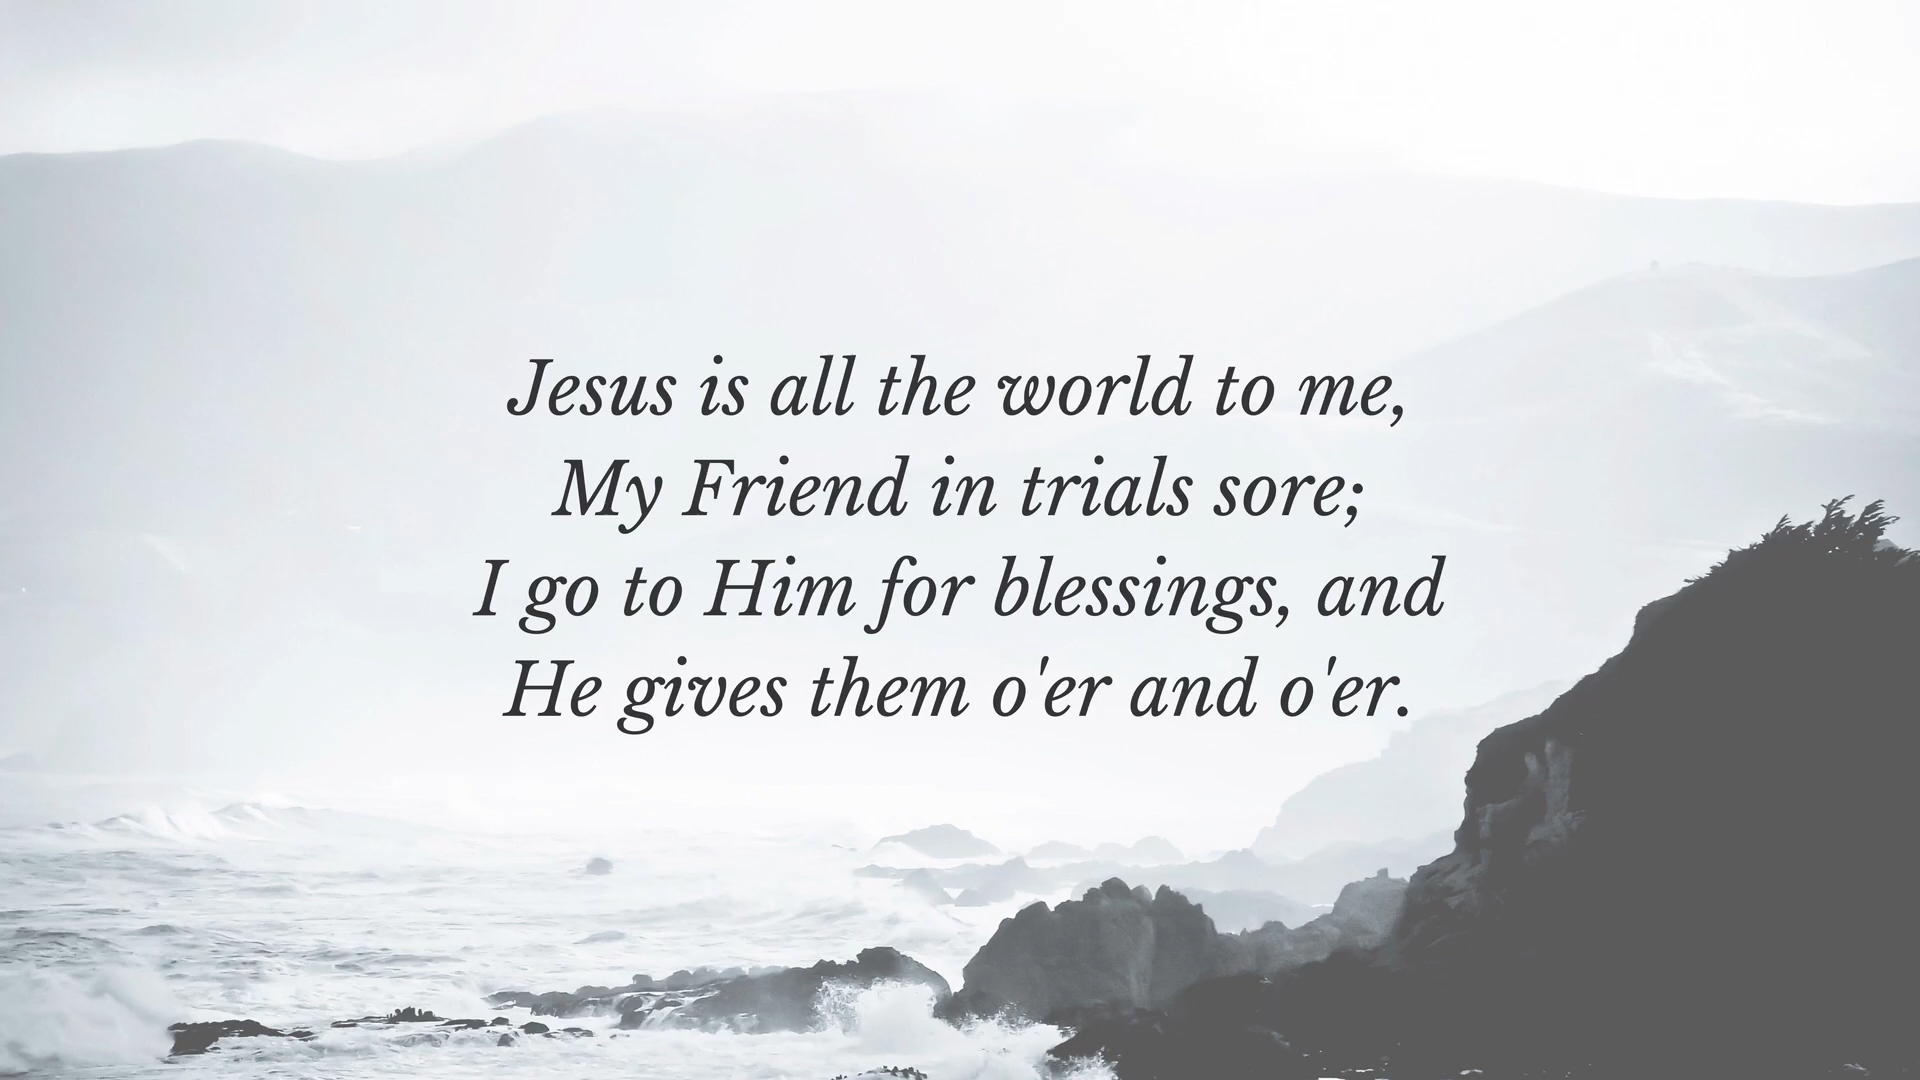 Jesus is all the world to me,
My Friend in trials sore;
I go to Him for blessings, and
He gives them o'er and o'er.